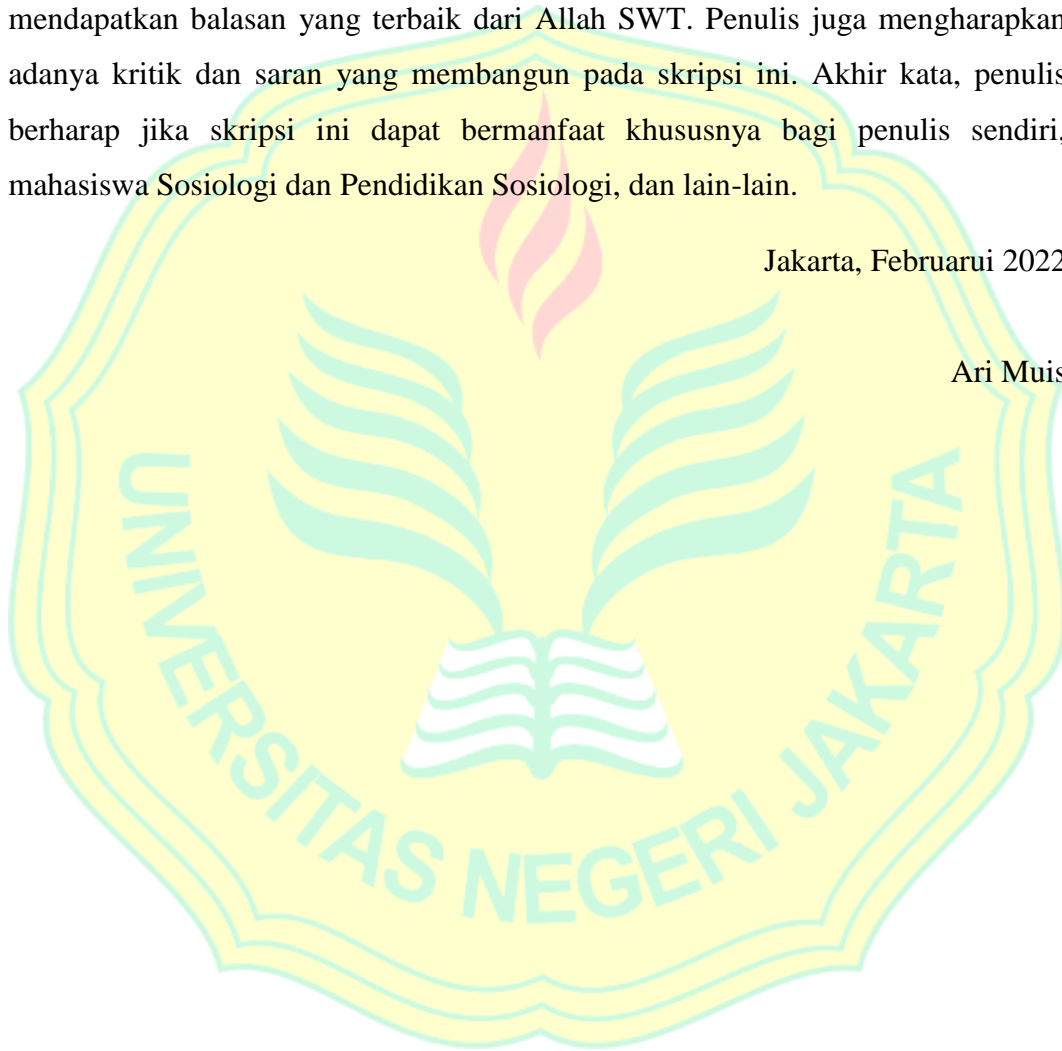 mendapatkan balasan yang terbaik dari Allah SWT. Penulis juga mengharapkan
adanya kritik dan saran yang membangun pada skripsi ini. Akhir kata, penulis
berharap jika skripsi ini dapat bermanfaat khususnya bagi penulis sendiri,
mahasiswa Sosiologi dan Pendidikan Sosiologi, dan lain-lain.
Jakarta, Februarui 2022
Ari Muis
UNIVERSITAS NEGERI JAKARTA